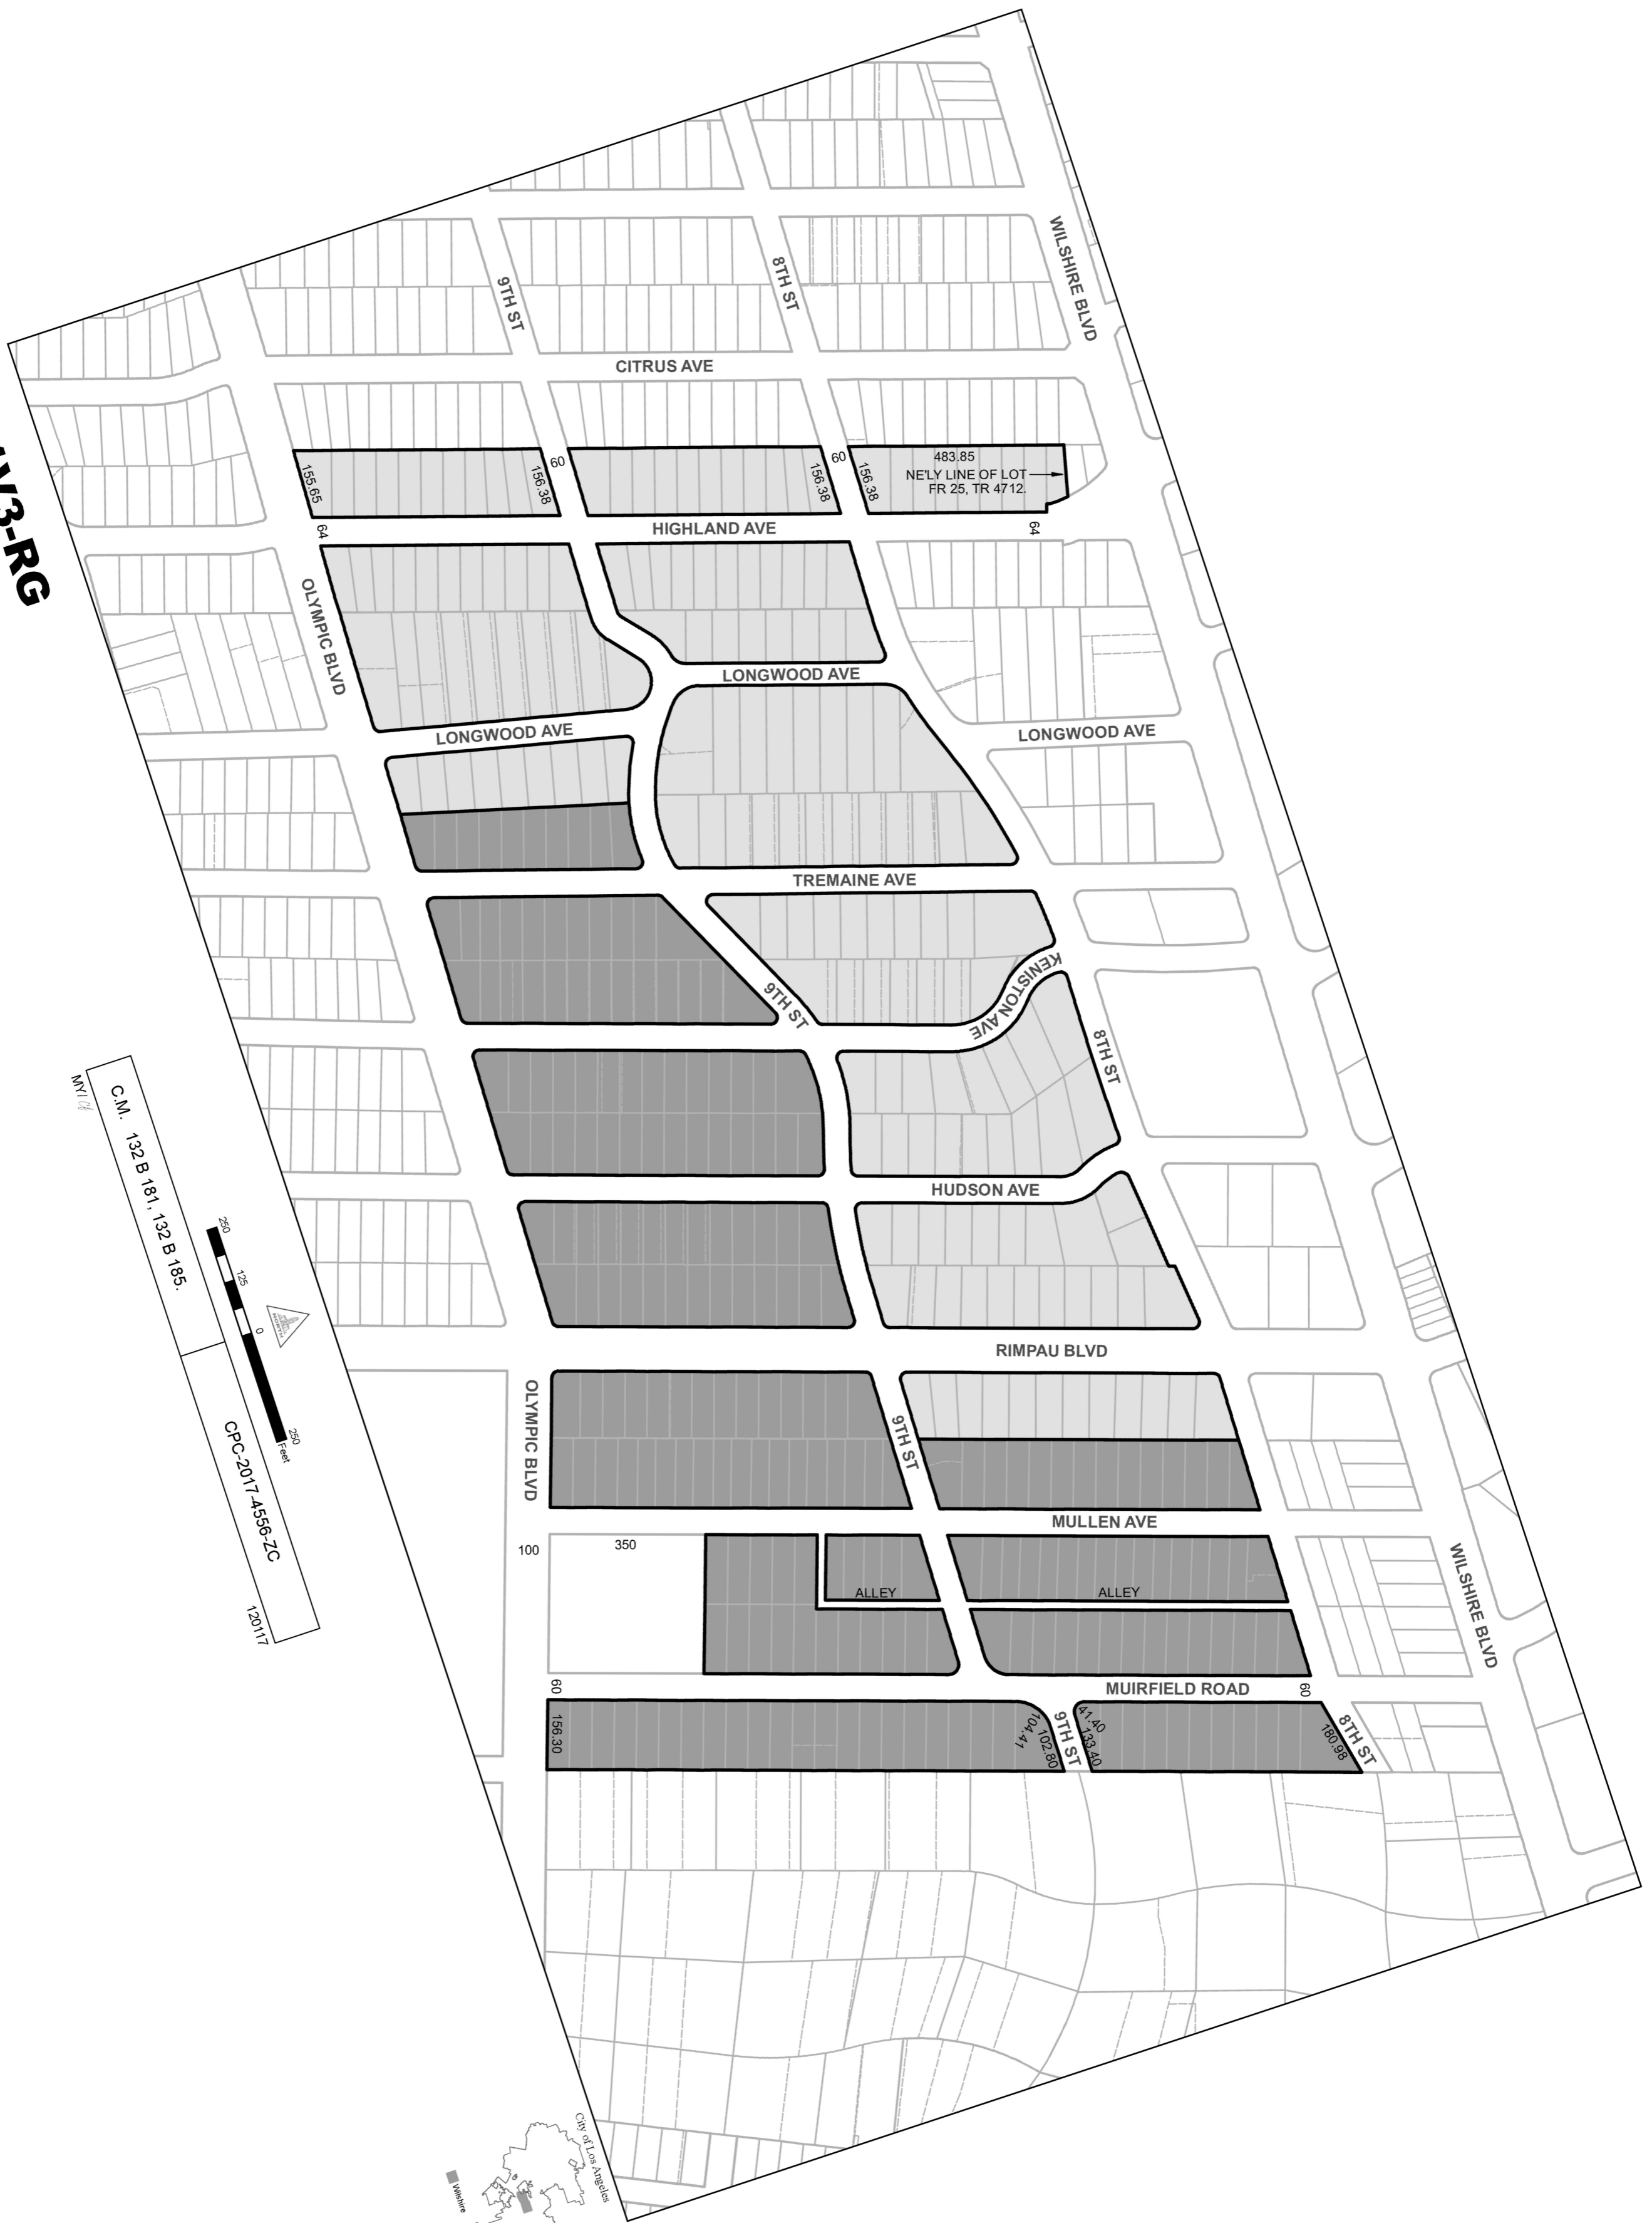 WILSHIRE BLVD
8TH ST
9TH ST
CITRUS AVE
60
60
483.85
NE'LY LINE OF LOT
FR 25, TR 4712.
155.65
156.38
156.38
156.38
64
HIGHLAND AVE
64
V3-RG
OLYMPIC BLVD
LONGWOOD AVE
LONGWOOD AVE
LONGWOOD AVE
TREMAINE AVE
KENISTON AVE
9TH ST
8TH ST
HUDSON AVE
RIMPAU BLVD
OLYMPIC BLVD
9TH ST
MULLEN AVE
100
350
ALLEY
ALLEY
WILSHIRE BLVD
MUIRFIELD ROAD
60
60
156.30
104.41
102.80
9TH ST
41.40
133.40
180.98
8TH ST
C.M. 132 B 181, 132 B 185.
MY/
250
125
0
250
Feet
NORTH
CPC-2017-4556-ZC
120117
City of Los Angeles
Wilshire